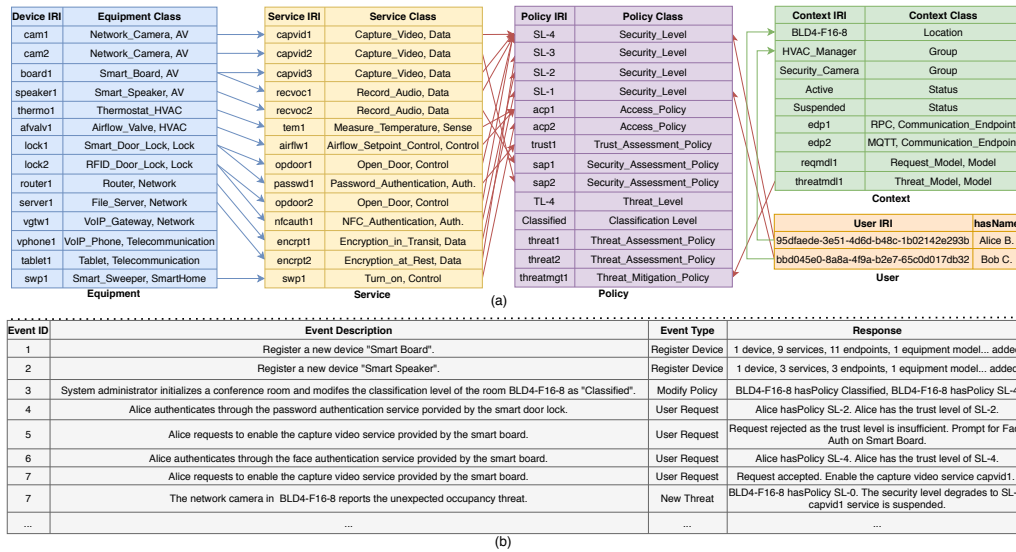 Device IRI Equipment Class
cam1 Network_Camera, AV
cam2 Network_Camera, AV
board1 Smart_Board, AV
speaker1 Smart_Speaker, AV
thermo1 Thermostat_HVAC
afvalv1 Airflow_Valve, HVAC
lock1 Smart_Door_Lock, Lock
lock2 RFID_Door_Lock, Lock
router1 Router, Network
server1 File_Server, Network
vgtw1 VoIP_Gateway, Network
vphone1 VoIP_Phone, Telecommunication
tablet1 Tablet, Telecommunication
swp1 Smart_Sweeper, SmartHome
Equipment
Service IRI Service Class
capvid1 Capture_Video, Data
capvid2 Capture_Video, Data
capvid3 Capture_Video, Data
recvoc1 Record_Audio, Data
recvoc2 Record_Audio, Data
tem1 Measure_Temperature, Sense
airflw1 Airflow_Setpoint_Control, Control
opdoor1 Open_Door, Control
passwd1 Password_Authentication, Auth.
opdoor2 Open_Door, Control
nfcauth1 NFC_Authentication, Auth.
encrpt1 Encryption_in_Transit, Data
encrpt2 Encryption_at_Rest, Data
swp1 Turn_on, Control
Service
Policy IRI Policy Class
SL-4 Security_Level
SL-3 Security_Level
SL-2 Security_Level
SL-1 Security_Level
acp1 Access_Policy
acp2 Access_Policy
trust1 Trust_Assessment_Policy
sap1 Security_Assessment_Policy
sap2 Security_Assessment_Policy
TL-4 Threat_Level
Classified Classification Level
threat1 Threat_Assessment_Policy
threat2 Threat_Assessment_Policy
threatmgt1 Threat_Mitigation_Policy
Policy
Context IRI Context Class
BLD4-F16-8 Location
HVAC_Manager Group
Security_Camera Group
Active Status
Suspended Status
edp1 RPC, Communication_Endpoint
edp2 MQTT, Communication_Endpoint
reqmdl1 Request_Model, Model
threatmdl1 Threat_Model, Model
Context
User IRI hasName
95dfaede-3e51-4d6d-b48c-1b02142e293b Alice B.
bbd045e0-8a8a-4f9a-b2e7-65c0d017db32 Bob C.
User
(a)
Event ID Event Description Event Type Response
1 Register a new device "Smart Board". Register Device 1 device, 9 services, 11 endpoints, 1 equipment model... added
2 Register a new device "Smart Speaker". Register Device 1 device, 3 services, 3 endpoints, 1 equipment model... added
3 System administrator initializes a conference room and modifes the classification level of the room BLD4-F16-8 as "Classified". Modify Policy BLD4-F16-8 hasPolicy Classified, BLD4-F16-8 hasPolicy SL-4
4 Alice authenticates through the password authentication service provided by the smart door lock. User Request Alice hasPolicy SL-2. Alice has the trust level of SL-2.
5 Alice requests to enable the capture video service provided by the smart board. User Request Request rejected as the trust level is insufficient. Prompt for Fac
Auth on Smart Board.
6 Alice authenticates through the face authentication service provided by the smart board. User Request Alice hasPolicy SL-4. Alice has the trust level of SL-4.
7 Alice requests to enable the capture video service provided by the smart board. User Request Request accepted. Enable the capture video service capvid1.
7 The network camera in BLD4-F16-8 reports the unexpected occupancy threat. New Threat BLD4-F16-8 hasPolicy SL-0. The security level degrades to SL-
capvid1 service is suspended.
... ... ... ...
(b)